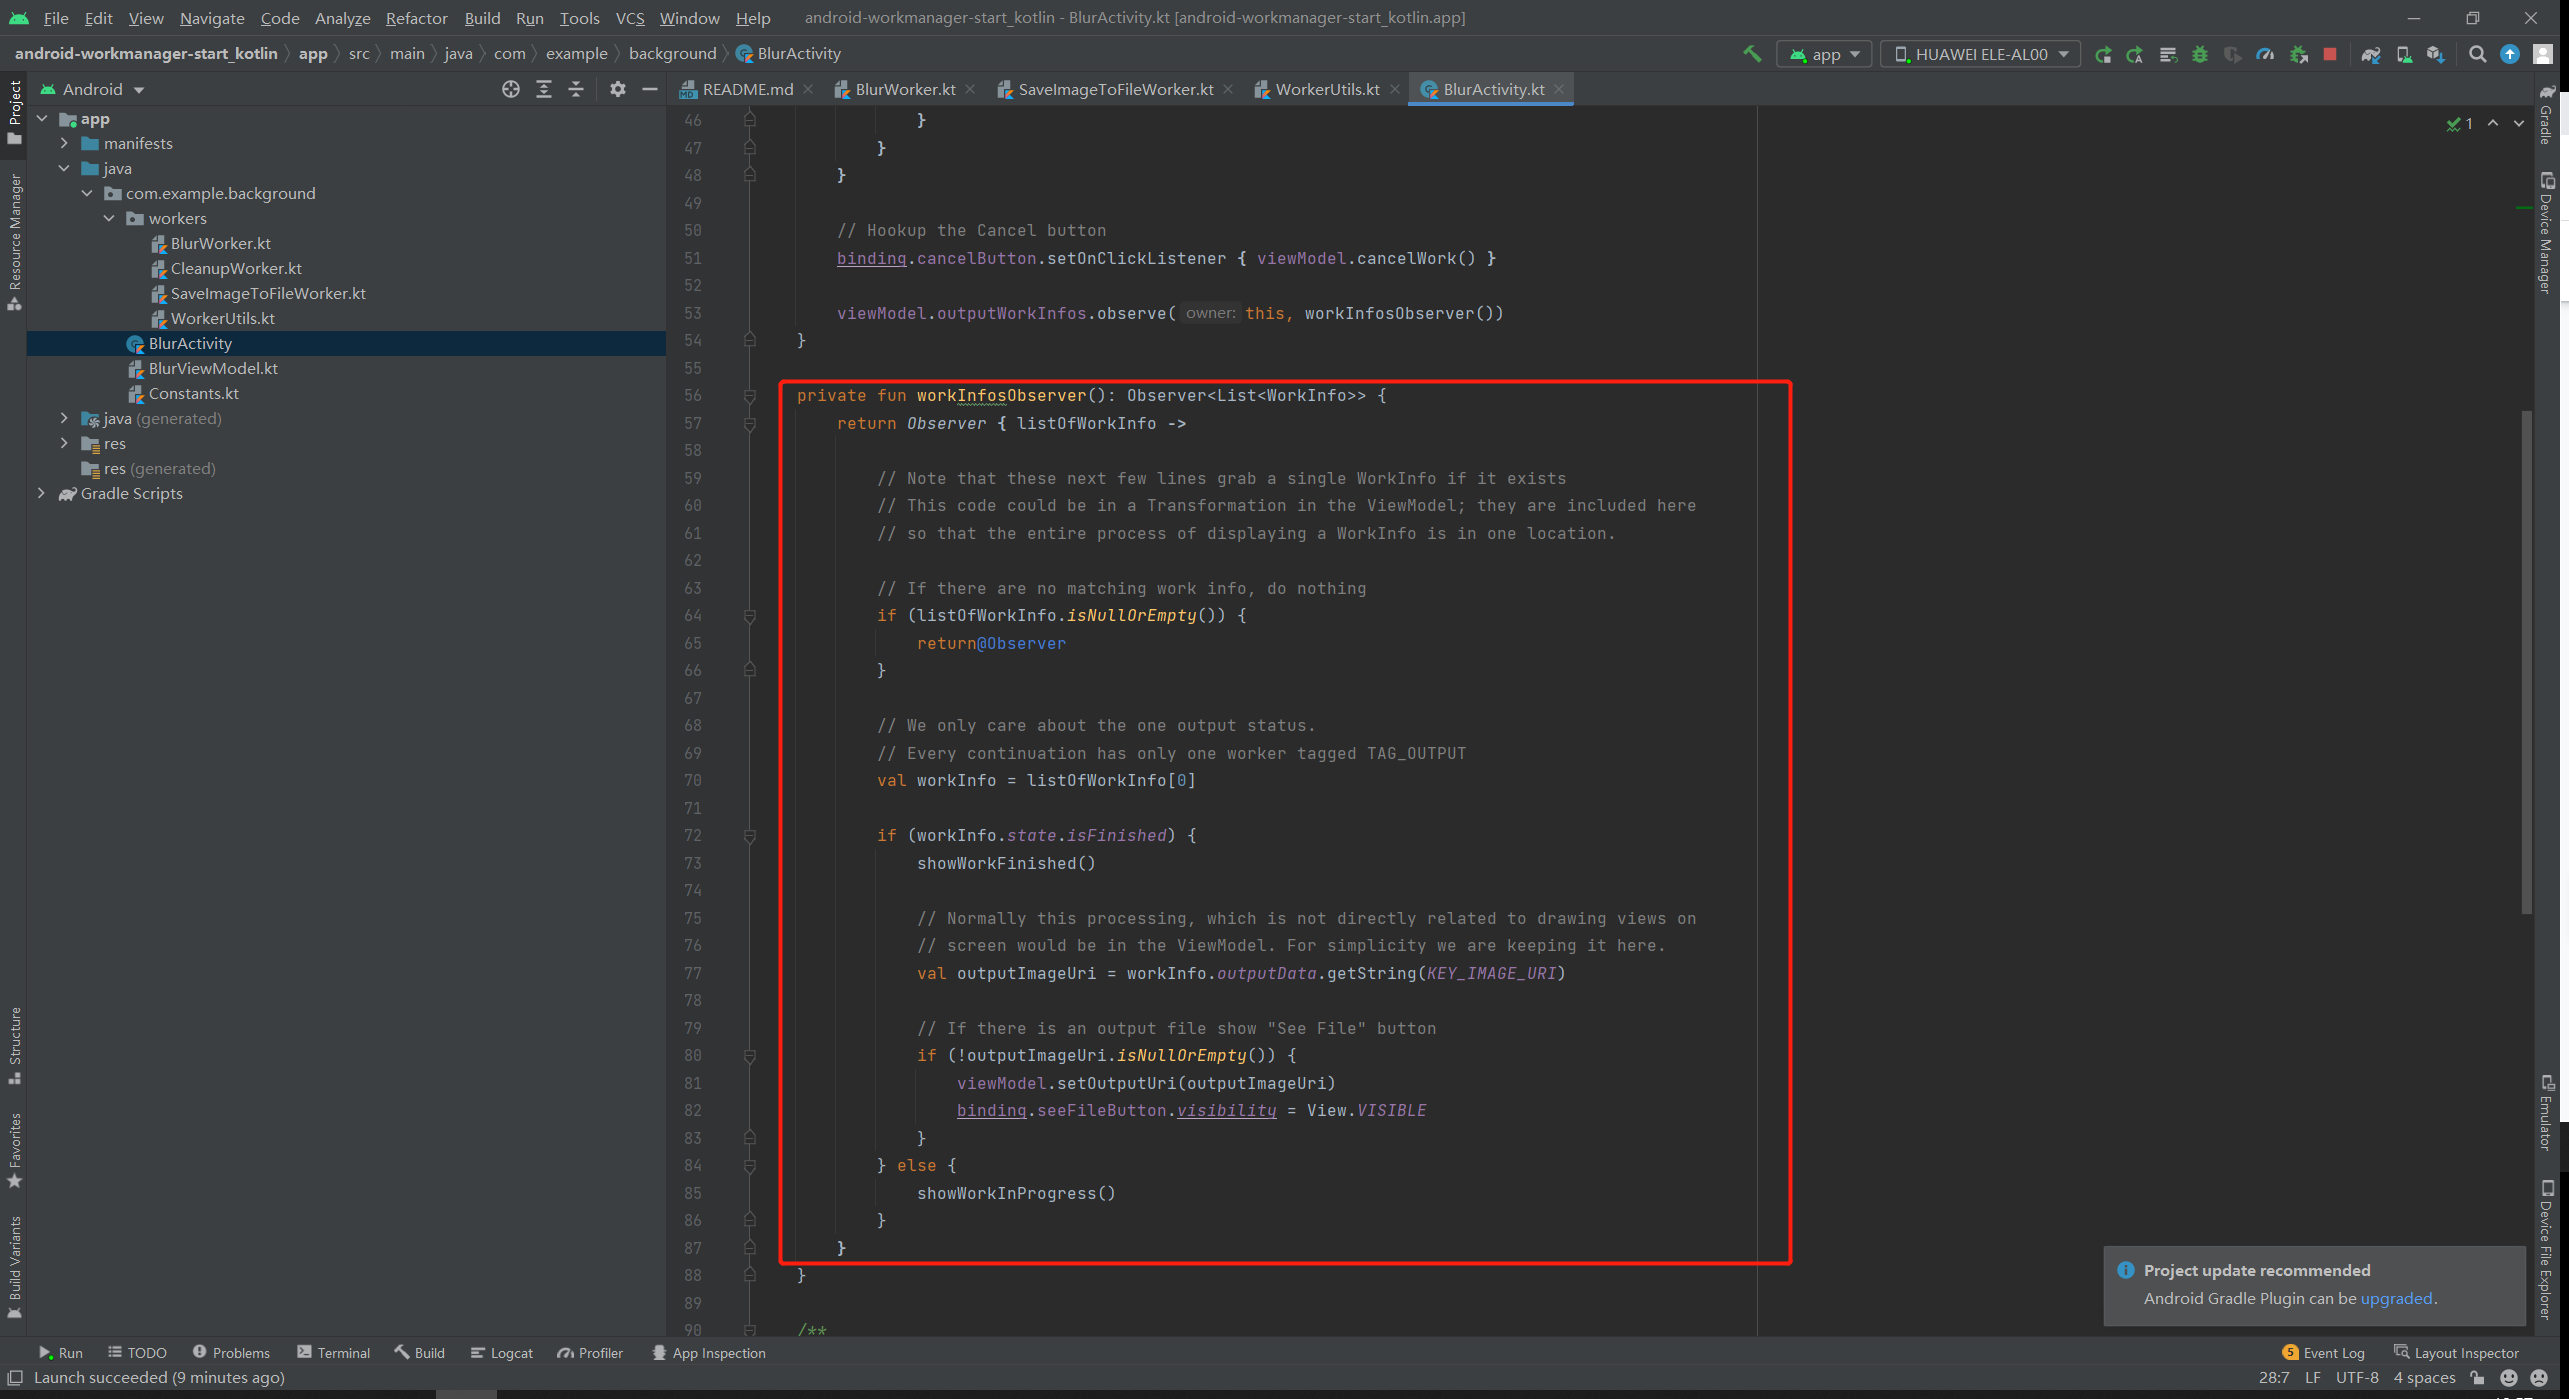 File Edit View Navigate Code Analyze Refactor Build Run Tools VCS Window Help android-workmanager-start_kotlin - BlurActivity.kt [android-workmanager-start_kotlin.app]
android-workmanager-start_kotlin app src main java com example background BlurActivity app HUAWEI ELE-AL00
Android README.md BlurWorker.kt SaveImageToFileWorker.kt WorkerUtils.kt BlurActivity.kt
Project
Resource Manager
Structure
Favorites
Build Variants
app
manifests
java
com.example.background
workers
BlurWorker.kt
CleanupWorker.kt
SaveImageToFileWorker.kt
WorkerUtils.kt
BlurActivity
BlurViewModel.kt
Constants.kt
java (generated)
res
res (generated)
Gradle Scripts
46 }
47 }
48 }
49
50 // Hookup the Cancel button
51 binding.cancelButton.setOnClickListener { viewModel.cancelWork() }
52
53 viewModel.outputWorkInfos.observe( owner: this, workInfosObserver())
54 }
55
56 private fun workInfosObserver(): Observer<List<WorkInfo>> {
57 return Observer { listOfWorkInfo ->
58
59 // Note that these next few lines grab a single WorkInfo if it exists
60 // This code could be in a Transformation in the ViewModel; they are included here
61 // so that the entire process of displaying a WorkInfo is in one location.
62
63 // If there are no matching work info, do nothing
64 if (listOfWorkInfo.isNullOrEmpty()) {
65 return@Observer
66 }
67
68 // We only care about the one output status.
69 // Every continuation has only one worker tagged TAG_OUTPUT
70 val workInfo = listOfWorkInfo[0]
71
72 if (workInfo.state.isFinished) {
73 showWorkFinished()
74
75 // Normally this processing, which is not directly related to drawing views on
76 // screen would be in the ViewModel. For simplicity we are keeping it here.
77 val outputImageUri = workInfo.outputData.getString(KEY_IMAGE_URI)
78
79 // If there is an output file show "See File" button
80 if (!outputImageUri.isNullOrEmpty()) {
81 viewModel.setOutputUri(outputImageUri)
82 binding.seeFileButton.visibility = View.VISIBLE
83 }
84 } else {
85 showWorkInProgress()
86 }
87 }
88 }
89
90 /**
1
Gradle
Device Manager
Emulator
Device File Explorer
Project update recommended
Android Gradle Plugin can be upgraded.
Run TODO Problems Terminal Build Logcat Profiler App Inspection 5 Event Log Layout Inspector
Launch succeeded (9 minutes ago) 28:7 LF UTF-8 4 spaces